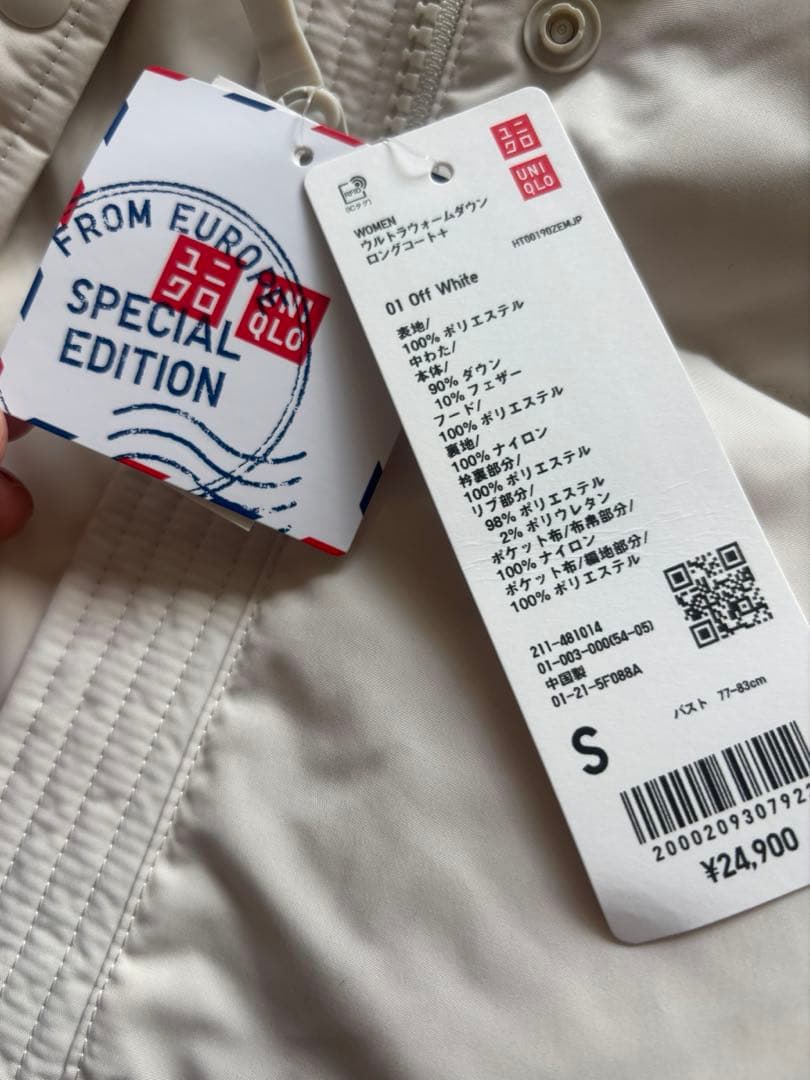 FROM EUROPE
ユニ
クロ
UNI
QLO
SPECIAL
EDITION
ユニ
クロ
UNI
QLO
RFID
(ICタグ)
WOMEN
ウルトラウォームダウン
ロングコート+
HT00190ZEMJP
01 Off White
表地/
100% ポリエステル
中わた/
本体/
90% ダウン
10% フェザー
フード/
100% ポリエステル
裏地/
100% ナイロン
衿裏部分/
100% ポリエステル
リブ部分/
98% ポリエステル
2% ポリウレタン
ポケット布/布帛部分/
100% ナイロン
ポケット布/編地部分/
100% ポリエステル
211-481014
01-003-000(54-05)
中国製
01-21-5F088A
S
バスト 77-83cm
¥24,900